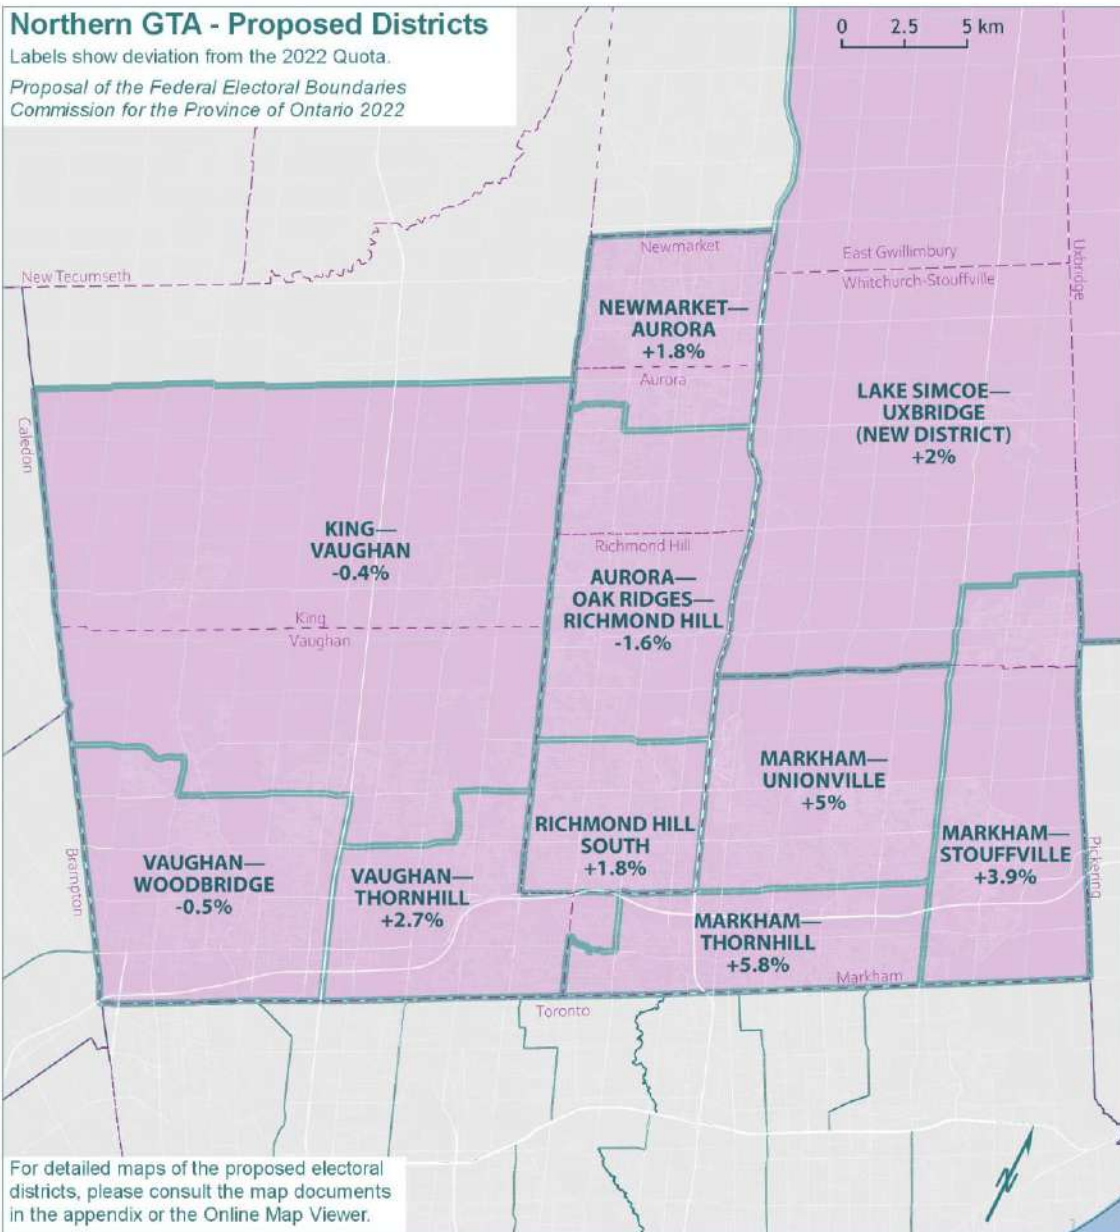 Northern GTA - Proposed Districts
Labels show deviation from the 2022 Quota.
Proposal of the Federal Electoral Boundaries
Commission for the Province of Ontario 2022
0 2.5 5 km
Newmarket
East Gwillimbury
Uxbridge
New Tecumseth
Whitchurch-Stouffville
NEWMARKET—
AURORA
+1.8%
Aurora
LAKE SIMCOE—
UXBRIDGE
(NEW DISTRICT)
+2%
Caledon
KING—
VAUGHAN
-0.4%
Richmond Hill
AURORA—
OAK RIDGES—
RICHMOND HILL
-1.6%
King
Vaughan
MARKHAM—
UNIONVILLE
+5%
RICHMOND HILL
SOUTH
+1.8%
MARKHAM—
STOUFFVILLE
+3.9%
Pickering
Brampton
VAUGHAN—
WOODBRIDGE
-0.5%
VAUGHAN—
THORNHILL
+2.7%
MARKHAM—
THORNHILL
+5.8%
Markham
Toronto
For detailed maps of the proposed electoral
districts, please consult the map documents
in the appendix or the Online Map Viewer.
N